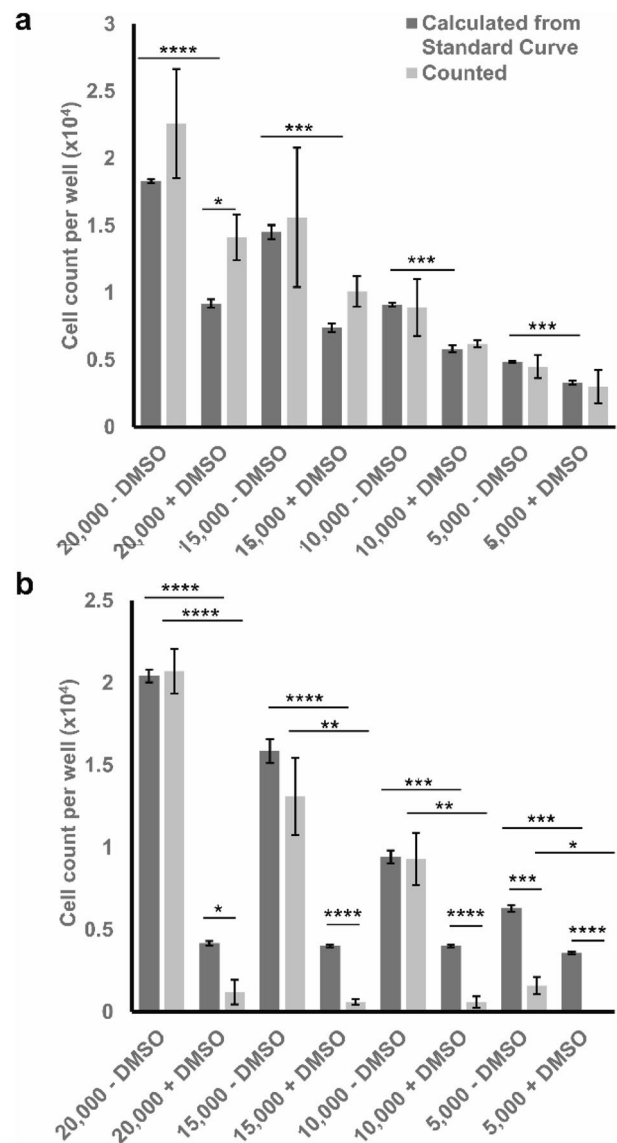 a
Calculated from
Standard Curve
Counted
Cell count per well (x10⁴)
3
2.5
2
1.5
1
0.5
0
****
*
***
***
***
20,000 - DMSO
20,000 + DMSO
15,000 - DMSO
15,000 + DMSO
10,000 - DMSO
10,000 + DMSO
5,000 - DMSO
5,000 + DMSO
b
Cell count per well (x10⁴)
2.5
2
1.5
1
0.5
0
****
****
*
****
**
****
***
**
****
***
*
***
****
20,000 - DMSO
20,000 + DMSO
15,000 - DMSO
15,000 + DMSO
10,000 - DMSO
10,000 + DMSO
5,000 - DMSO
5,000 + DMSO